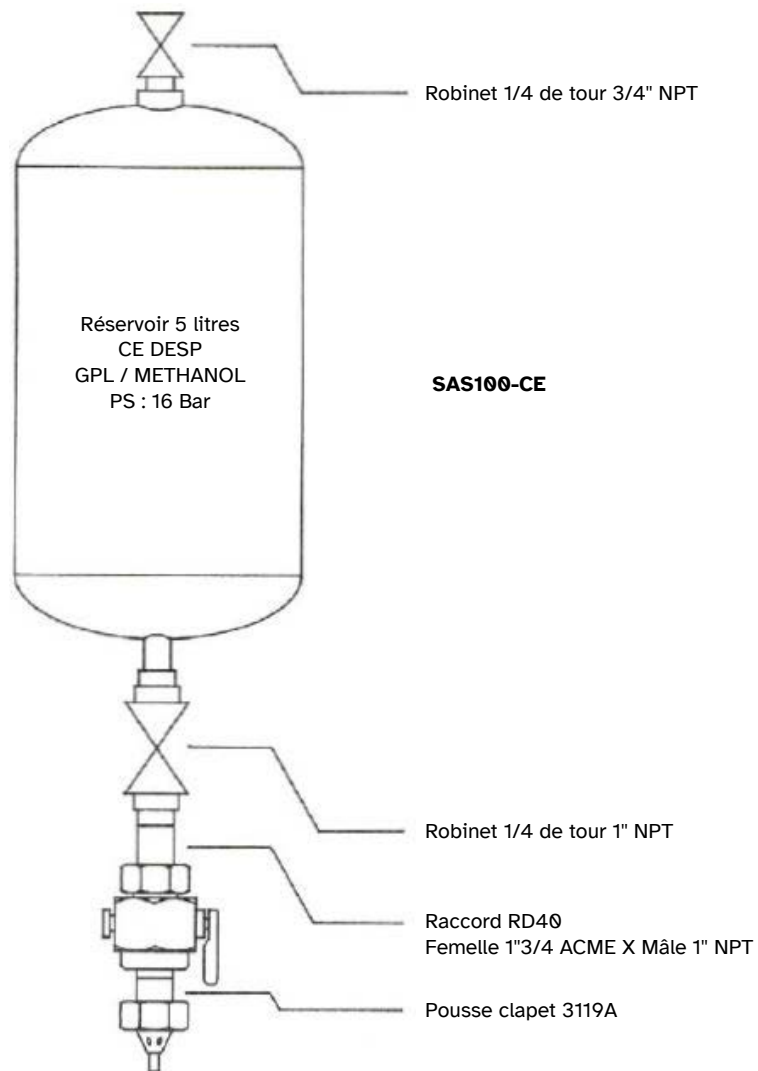 Robinet 1/4 de tour 3/4" NPT
Réservoir 5 litres
CE DESP
GPL / METHANOL
PS : 16 Bar
SAS100-CE
Robinet 1/4 de tour 1" NPT
Raccord RD40
Femelle 1"3/4 ACME X Mâle 1" NPT
Pousse clapet 3119A